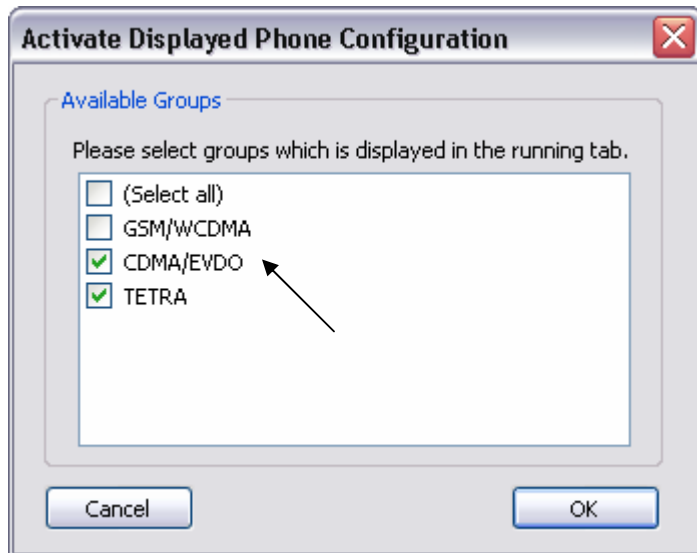 Activate Displayed Phone Configuration
Available Groups
Please select groups which is displayed in the running tab.
(Select all)
GSM/WCDMA
CDMA/EVDO
TETRA
Cancel OK